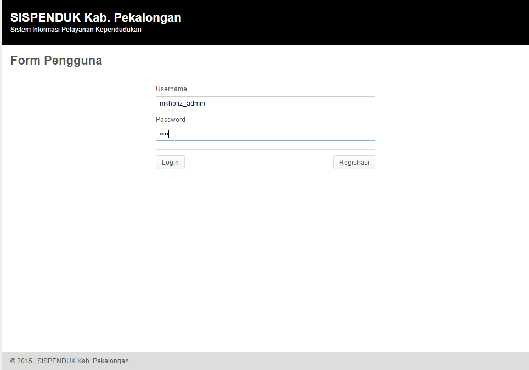 SISPENDUK Kab. Pekalongan
Sistem Informasi Pelayanan Kependudukan
Form Pengguna
Username
Password
Login
Registrasi
© 2015 SISPENDUK Kab. Pekalongan